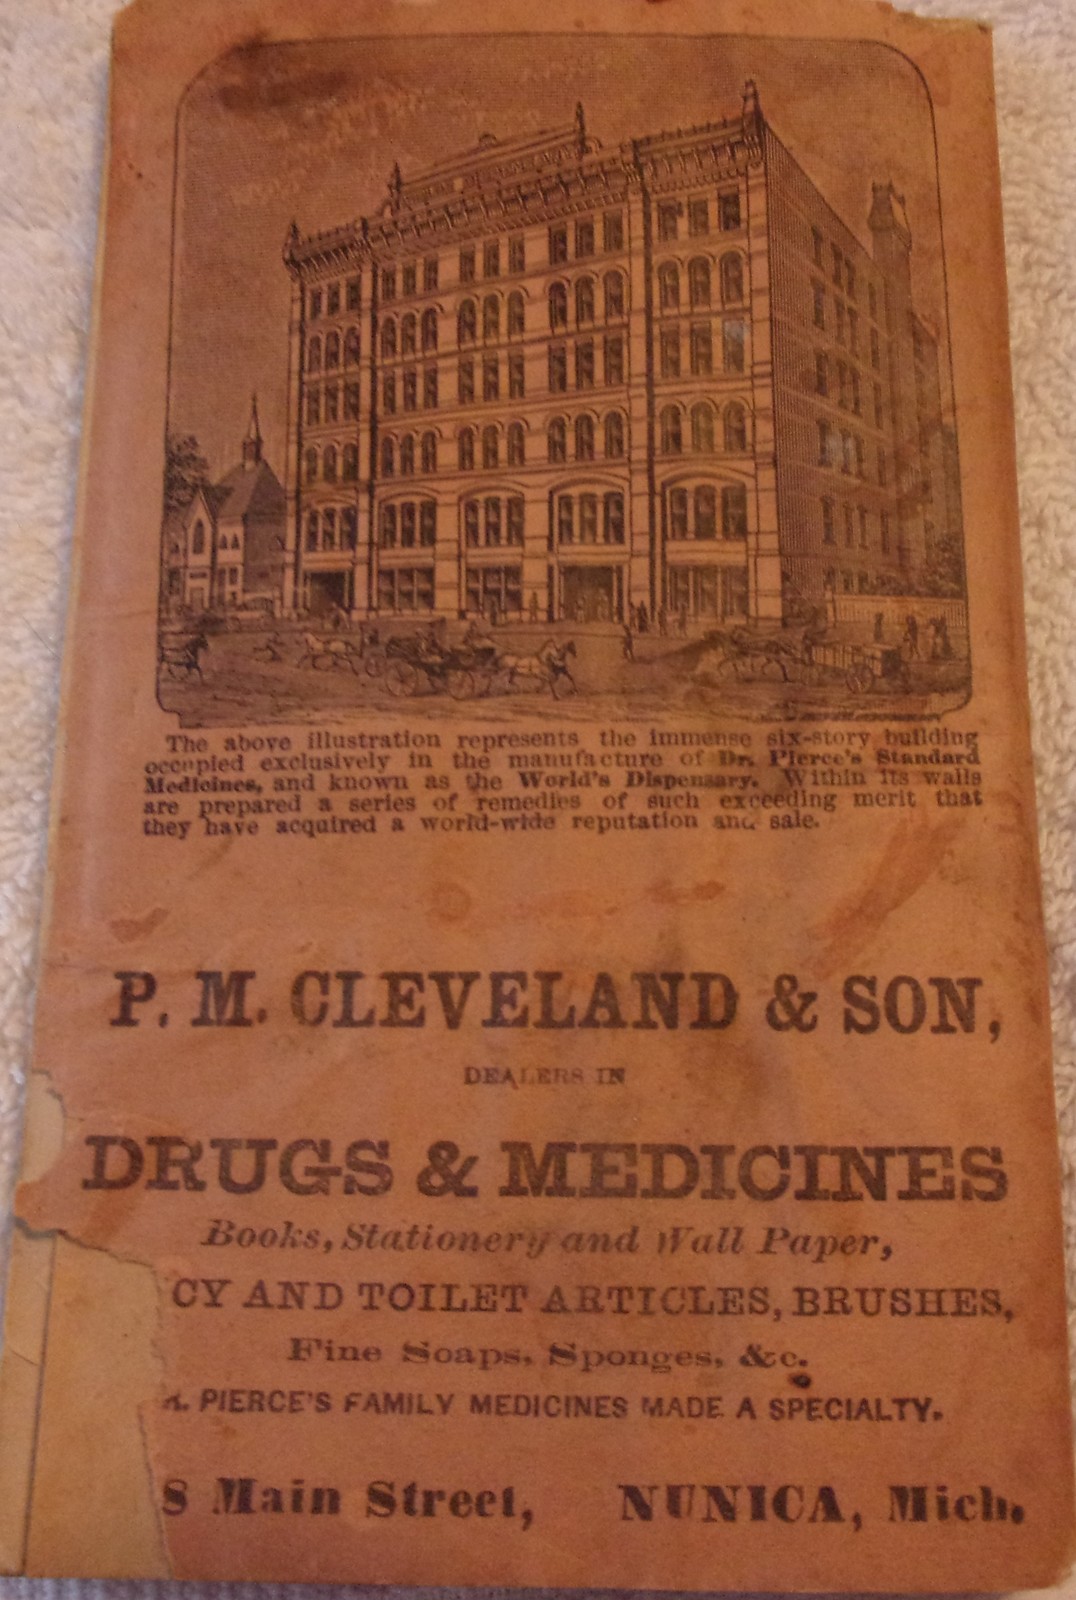 The above illustration represents the immense six-story building
occupied exclusively in the manufacture of Dr. Pierce's Standard
Medicines, and known as the World's Dispensary. Within its walls
are prepared a series of remedies of such exceeding merit that
they have acquired a world-wide reputation and sale.
P. M. CLEVELAND & SON,
DEALERS IN
DRUGS & MEDICINES
Books, Stationery and Wall Paper,
CY AND TOILET ARTICLES, BRUSHES,
Fine Soaps, Sponges, &c.
R. PIERCE'S FAMILY MEDICINES MADE A SPECIALTY.
8 Main Street, NUNICA, Mich.